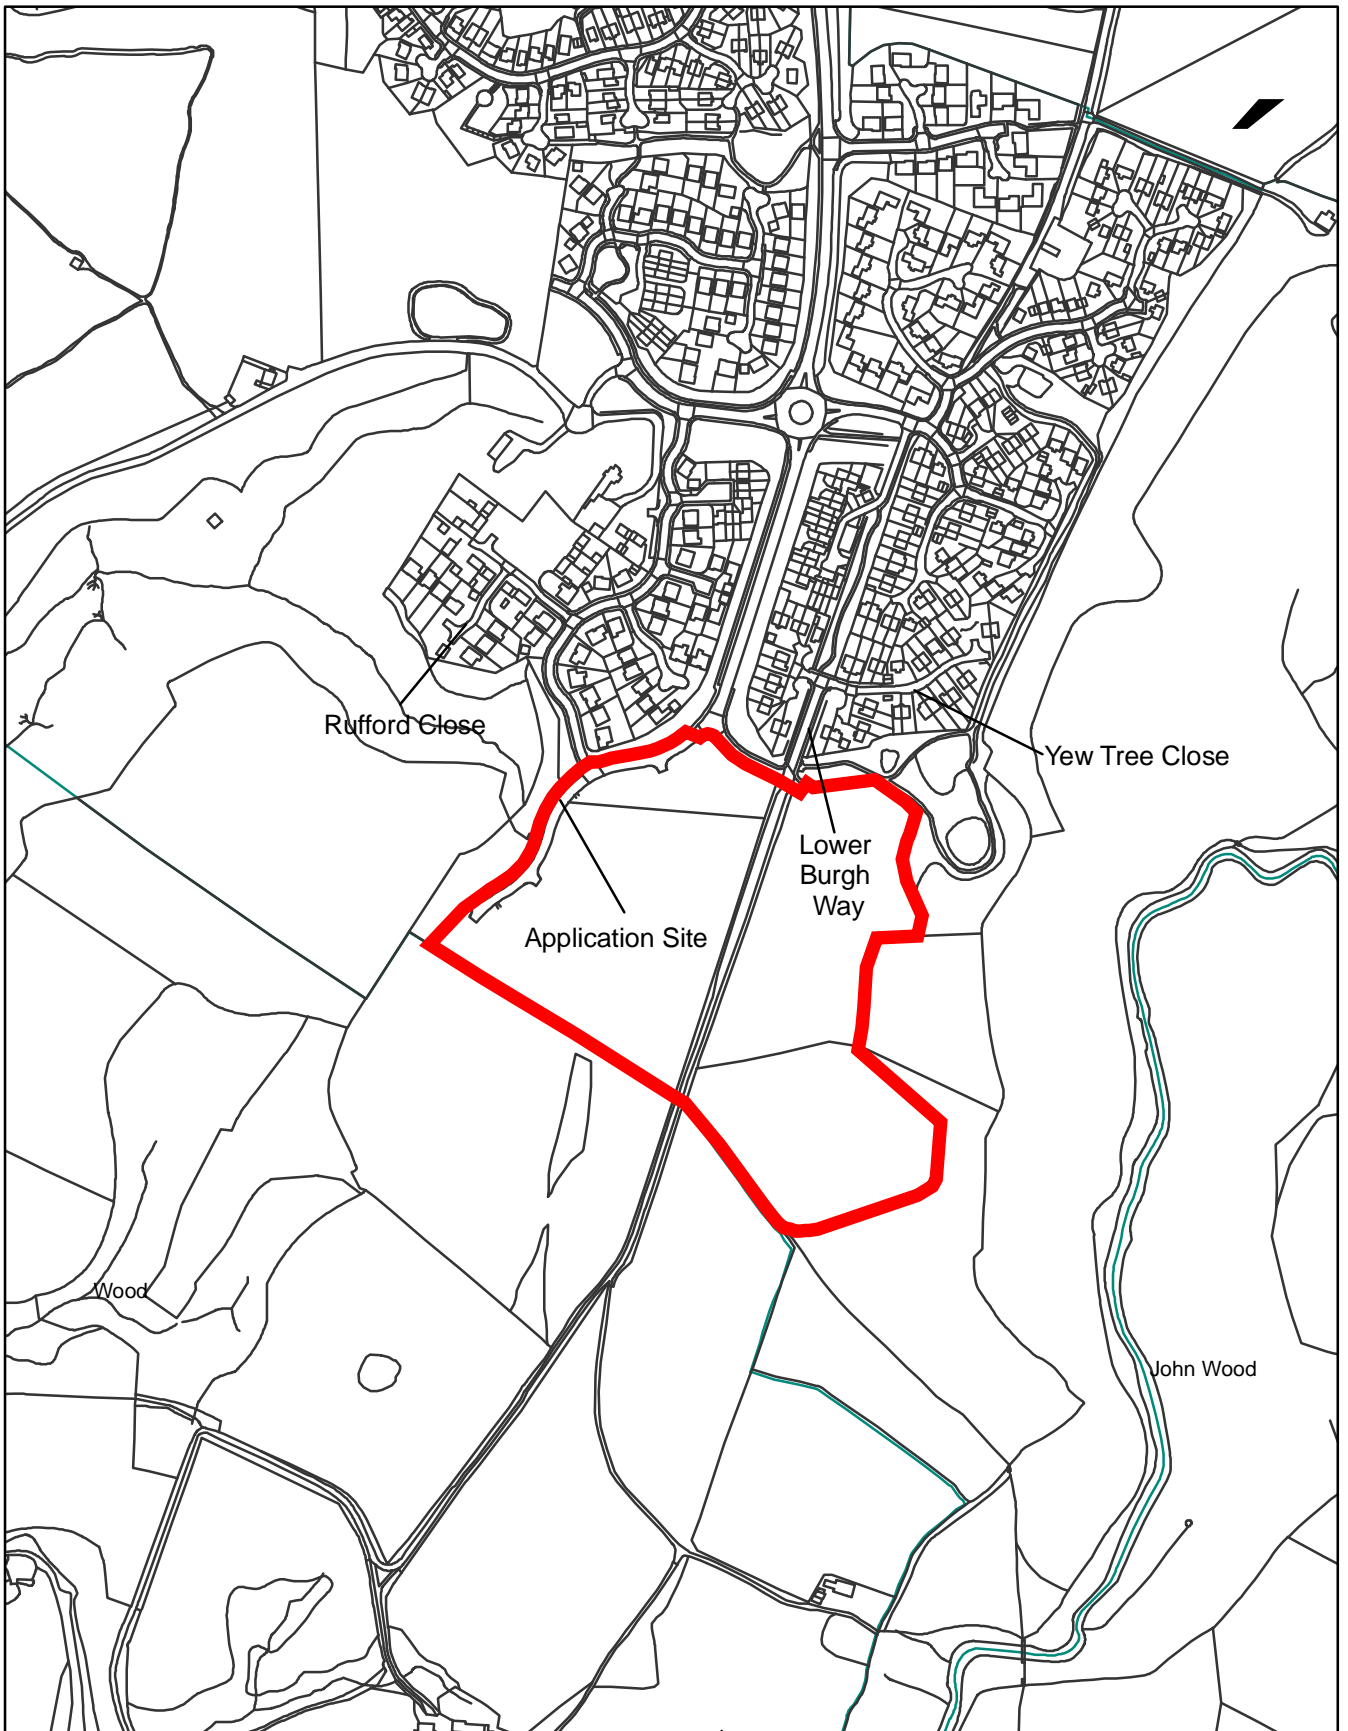 Rufford Close
Yew Tree Close
Lower
Burgh
Way
Application Site
Wood
John Wood